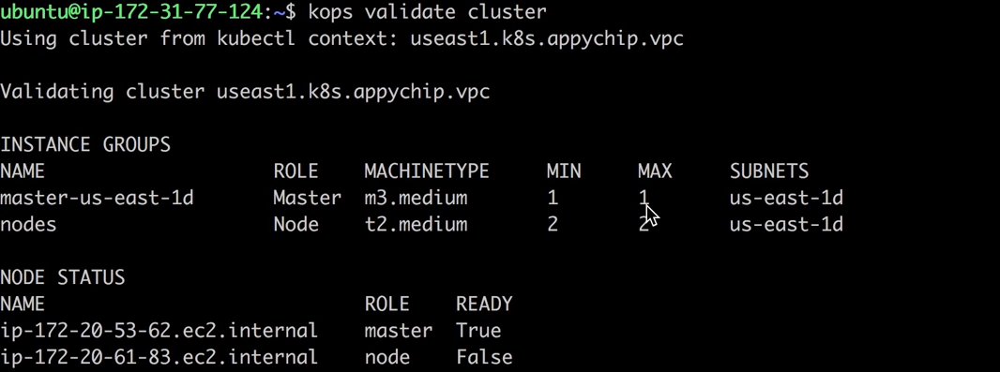 ubuntu@ip-172-31-77-124:~$ kops validate cluster
Using cluster from kubectl context: useast1.k8s.appychip.vpc
Validating cluster useast1.k8s.appychip.vpc
INSTANCE GROUPS
NAME ROLE MACHINETYPE MIN MAX SUBNETS
master-us-east-1d Master m3.medium 1 1 us-east-1d
nodes Node t2.medium 2 2 us-east-1d
NODE STATUS
NAME ROLE READY
ip-172-20-53-62.ec2.internal master True
ip-172-20-61-83.ec2.internal node False